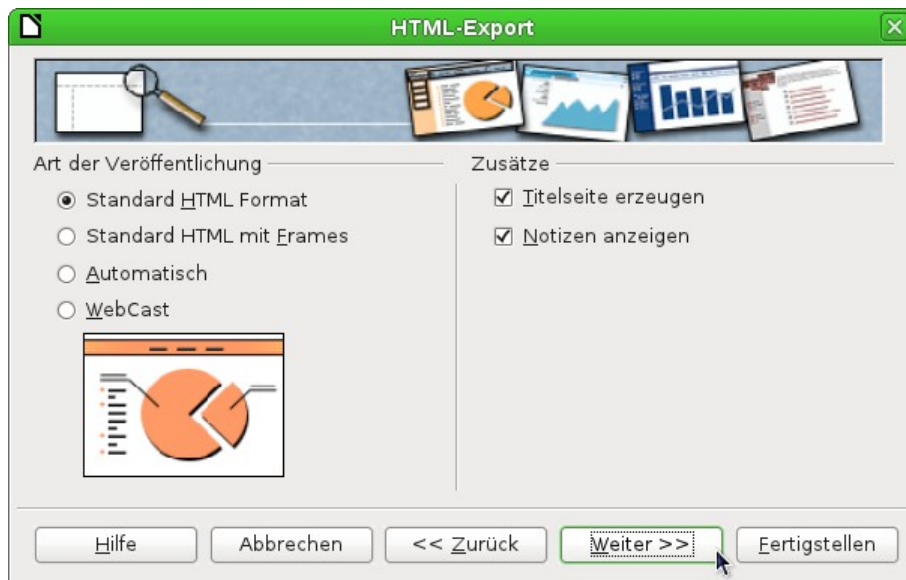 HTML-Export
Art der Veröffentlichung
Standard HTML Format
Standard HTML mit Frames
Automatisch
WebCast
Zusätze
Titelseite erzeugen
Notizen anzeigen
Hilfe
Abbrechen
<< Zurück
Weiter >>
Fertigstellen